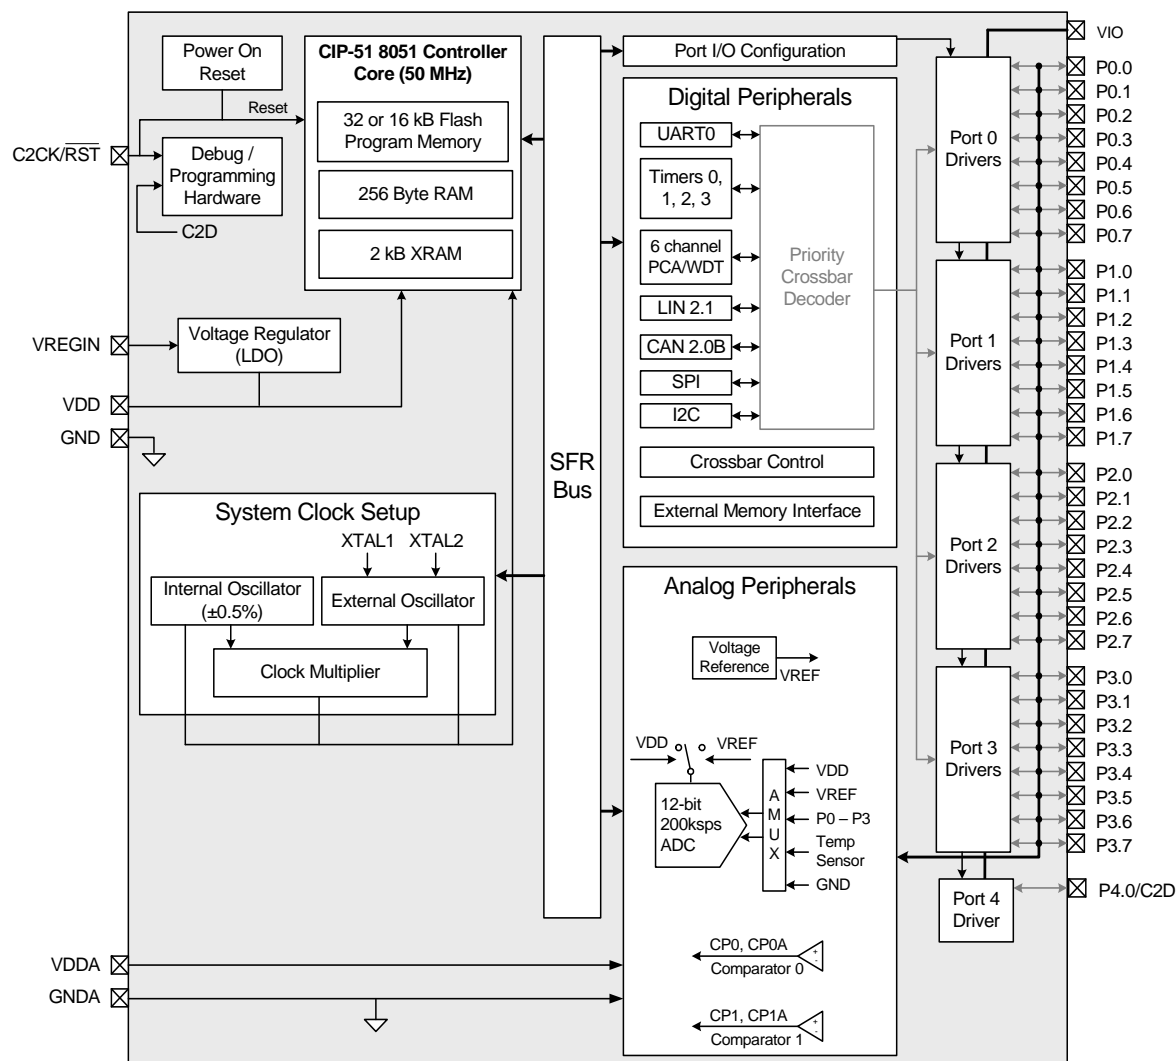 Power On
Reset
Reset
C2CK/RST
Debug /
Programming
Hardware
C2D
CIP-51 8051 Controller
Core (50 MHz)
32 or 16 kB Flash
Program Memory
256 Byte RAM
2 kB XRAM
VREGIN
Voltage Regulator
(LDO)
VDD
GND
System Clock Setup
XTAL1 XTAL2
Internal Oscillator
(±0.5%)
External Oscillator
Clock Multiplier
VDDA
GNDA
SFR
Bus
Port I/O Configuration
Digital Peripherals
UART0
Timers 0,
1, 2, 3
6 channel
PCA/WDT
LIN 2.1
CAN 2.0B
SPI
I2C
Priority
Crossbar
Decoder
Crossbar Control
External Memory Interface
Analog Peripherals
Voltage
Reference
VREF
VDD VREF
12-bit
200ksps
ADC
A
M
U
X
VDD
VREF
P0 – P3
Temp
Sensor
GND
CP0, CP0A
Comparator 0
+
-
CP1, CP1A
Comparator 1
+
-
Port 0
Drivers
Port 1
Drivers
Port 2
Drivers
Port 3
Drivers
Port 4
Driver
VIO
P0.0
P0.1
P0.2
P0.3
P0.4
P0.5
P0.6
P0.7
P1.0
P1.1
P1.2
P1.3
P1.4
P1.5
P1.6
P1.7
P2.0
P2.1
P2.2
P2.3
P2.4
P2.5
P2.6
P2.7
P3.0
P3.1
P3.2
P3.3
P3.4
P3.5
P3.6
P3.7
P4.0/C2D